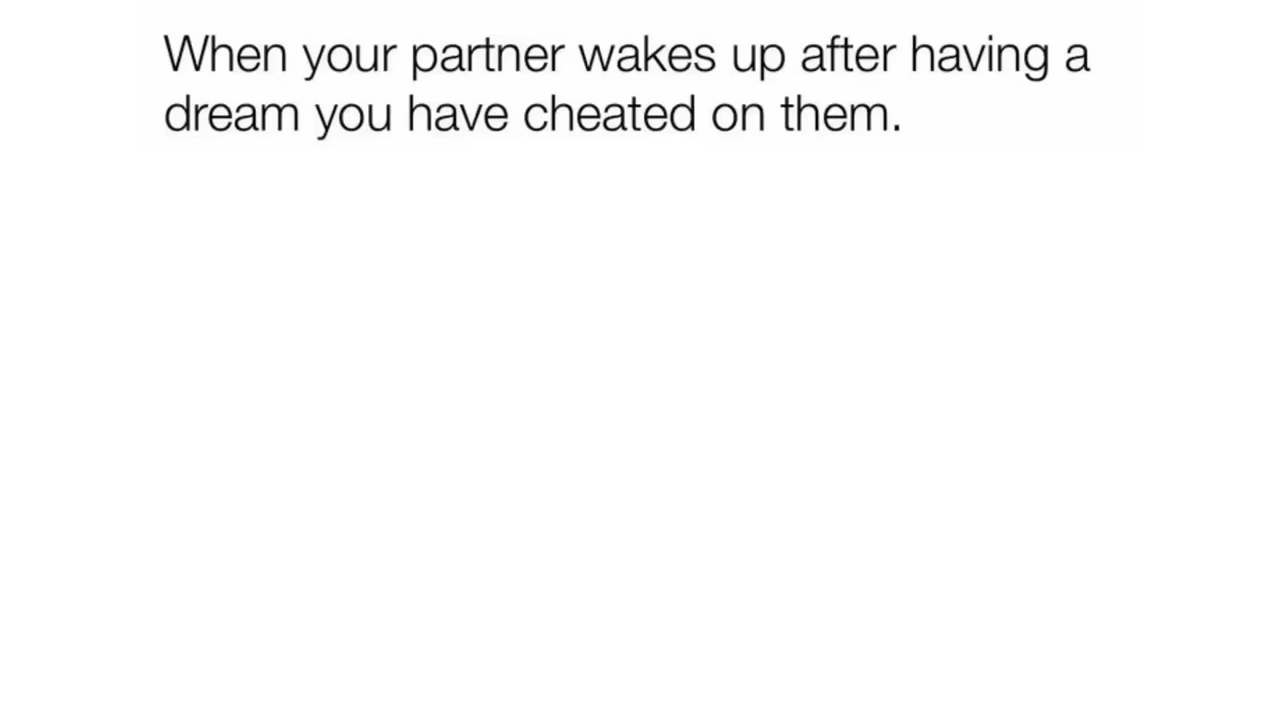 When your partner wakes up after having a
dream you have cheated on them.